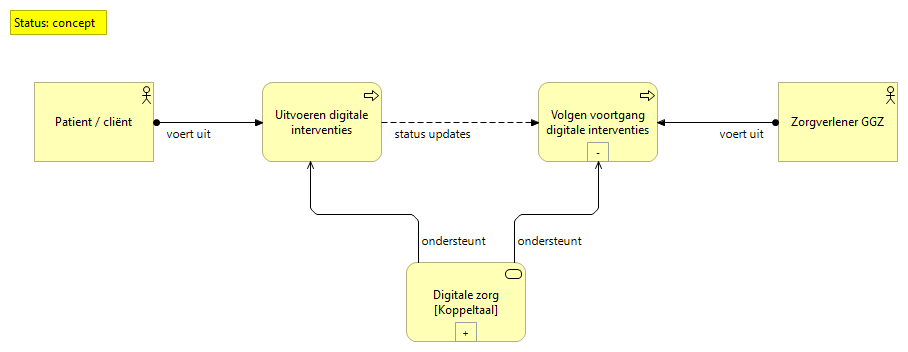 Status: concept
Patient / cliënt
voert uit
Uitvoeren digitale
interventies
status updates
Volgen voortgang
digitale interventies
-
voert uit
Zorgverlener GGZ
ondersteunt
ondersteunt
Digitale zorg
[Koppeltaal]
+